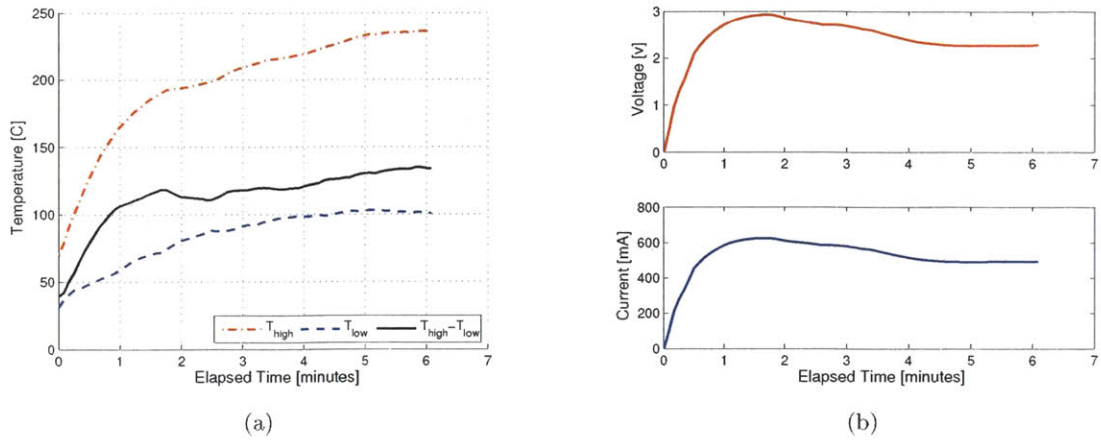 250
200
150
100
50
0
Temperature [C]
0 1 2 3 4 5 6 7
Elapsed Time [minutes]
T_high T_low T_high−T_low
(a)
3
2
1
0
Voltage [v]
0 1 2 3 4 5 6 7
800
600
400
200
0
Current [mA]
0 1 2 3 4 5 6 7
Elapsed Time [minutes]
(b)